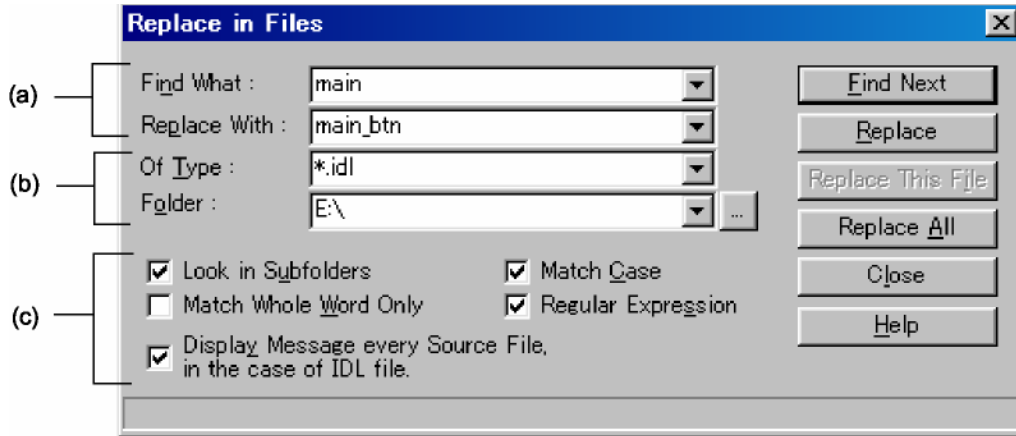 Replace in Files
(a)
Find What : main
Find Next
Replace With : main_btn
Replace
(b)
Of Type : *.idl
Replace This File
Folder : E:\ ...
Replace All
(c)
Look in Subfolders Match Case
Close
Match Whole Word Only Regular Expression
Help
Display Message every Source File,
in the case of IDL file.